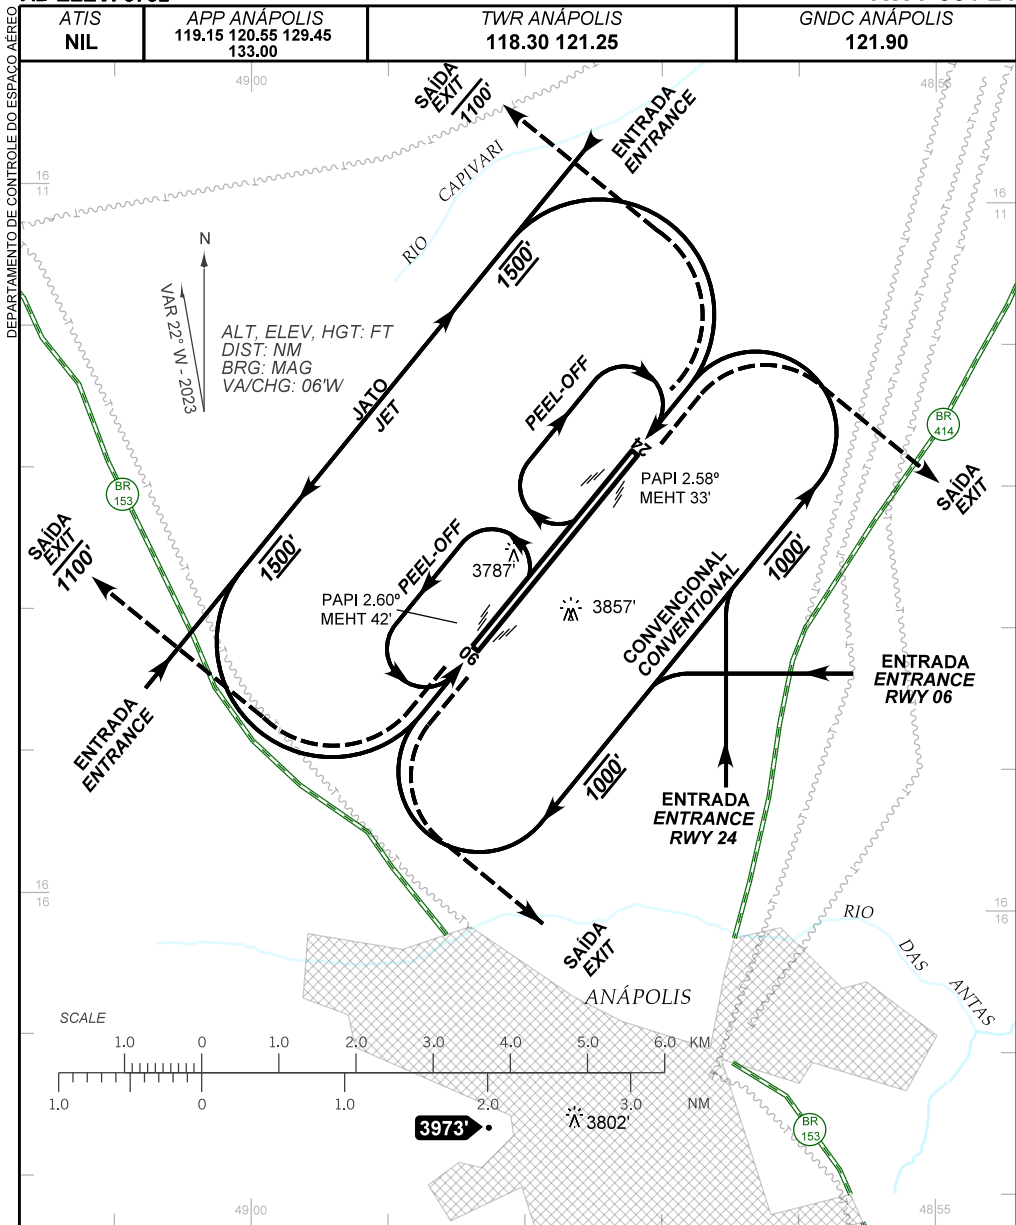 ATIS
NIL
APP ANÁPOLIS
119.15 120.55 129.45
133.00
TWR ANÁPOLIS
118.30 121.25
GNDC ANÁPOLIS
121.90
DEPARTAMENTO DE CONTROLE DO ESPAÇO AÉREO
49 00
48 55
SAÍDA
EXIT
1100'
ENTRADA
ENTRANCE
16
11
16
11
RIO CAPIVARI
N
VAR 22° W - 2023
ALT, ELEV, HGT: FT
DIST: NM
BRG: MAG
VA/CHG: 06'W
1500'
JATO
JET
PEEL-OFF
BR
414
24
PAPI 2.58º
MEHT 33'
SAÍDA
EXIT
BR
153
SAÍDA
EXIT
1100'
1500'
PEEL-OFF
3787'
1000'
PAPI 2.60º
MEHT 42'
3857'
CONVENCIONAL
CONVENTIONAL
06
ENTRADA
ENTRANCE
RWY 06
ENTRADA
ENTRANCE
1000'
ENTRADA
ENTRANCE
RWY 24
16
16
16
16
RIO DAS ANTAS
SAÍDA
EXIT
ANÁPOLIS
SCALE
1.0 0 1.0 2.0 3.0 4.0 5.0 6.0 KM
1.0 0 1.0 2.0 3.0 NM
3973'
3802'
BR
153
49 00
48 55